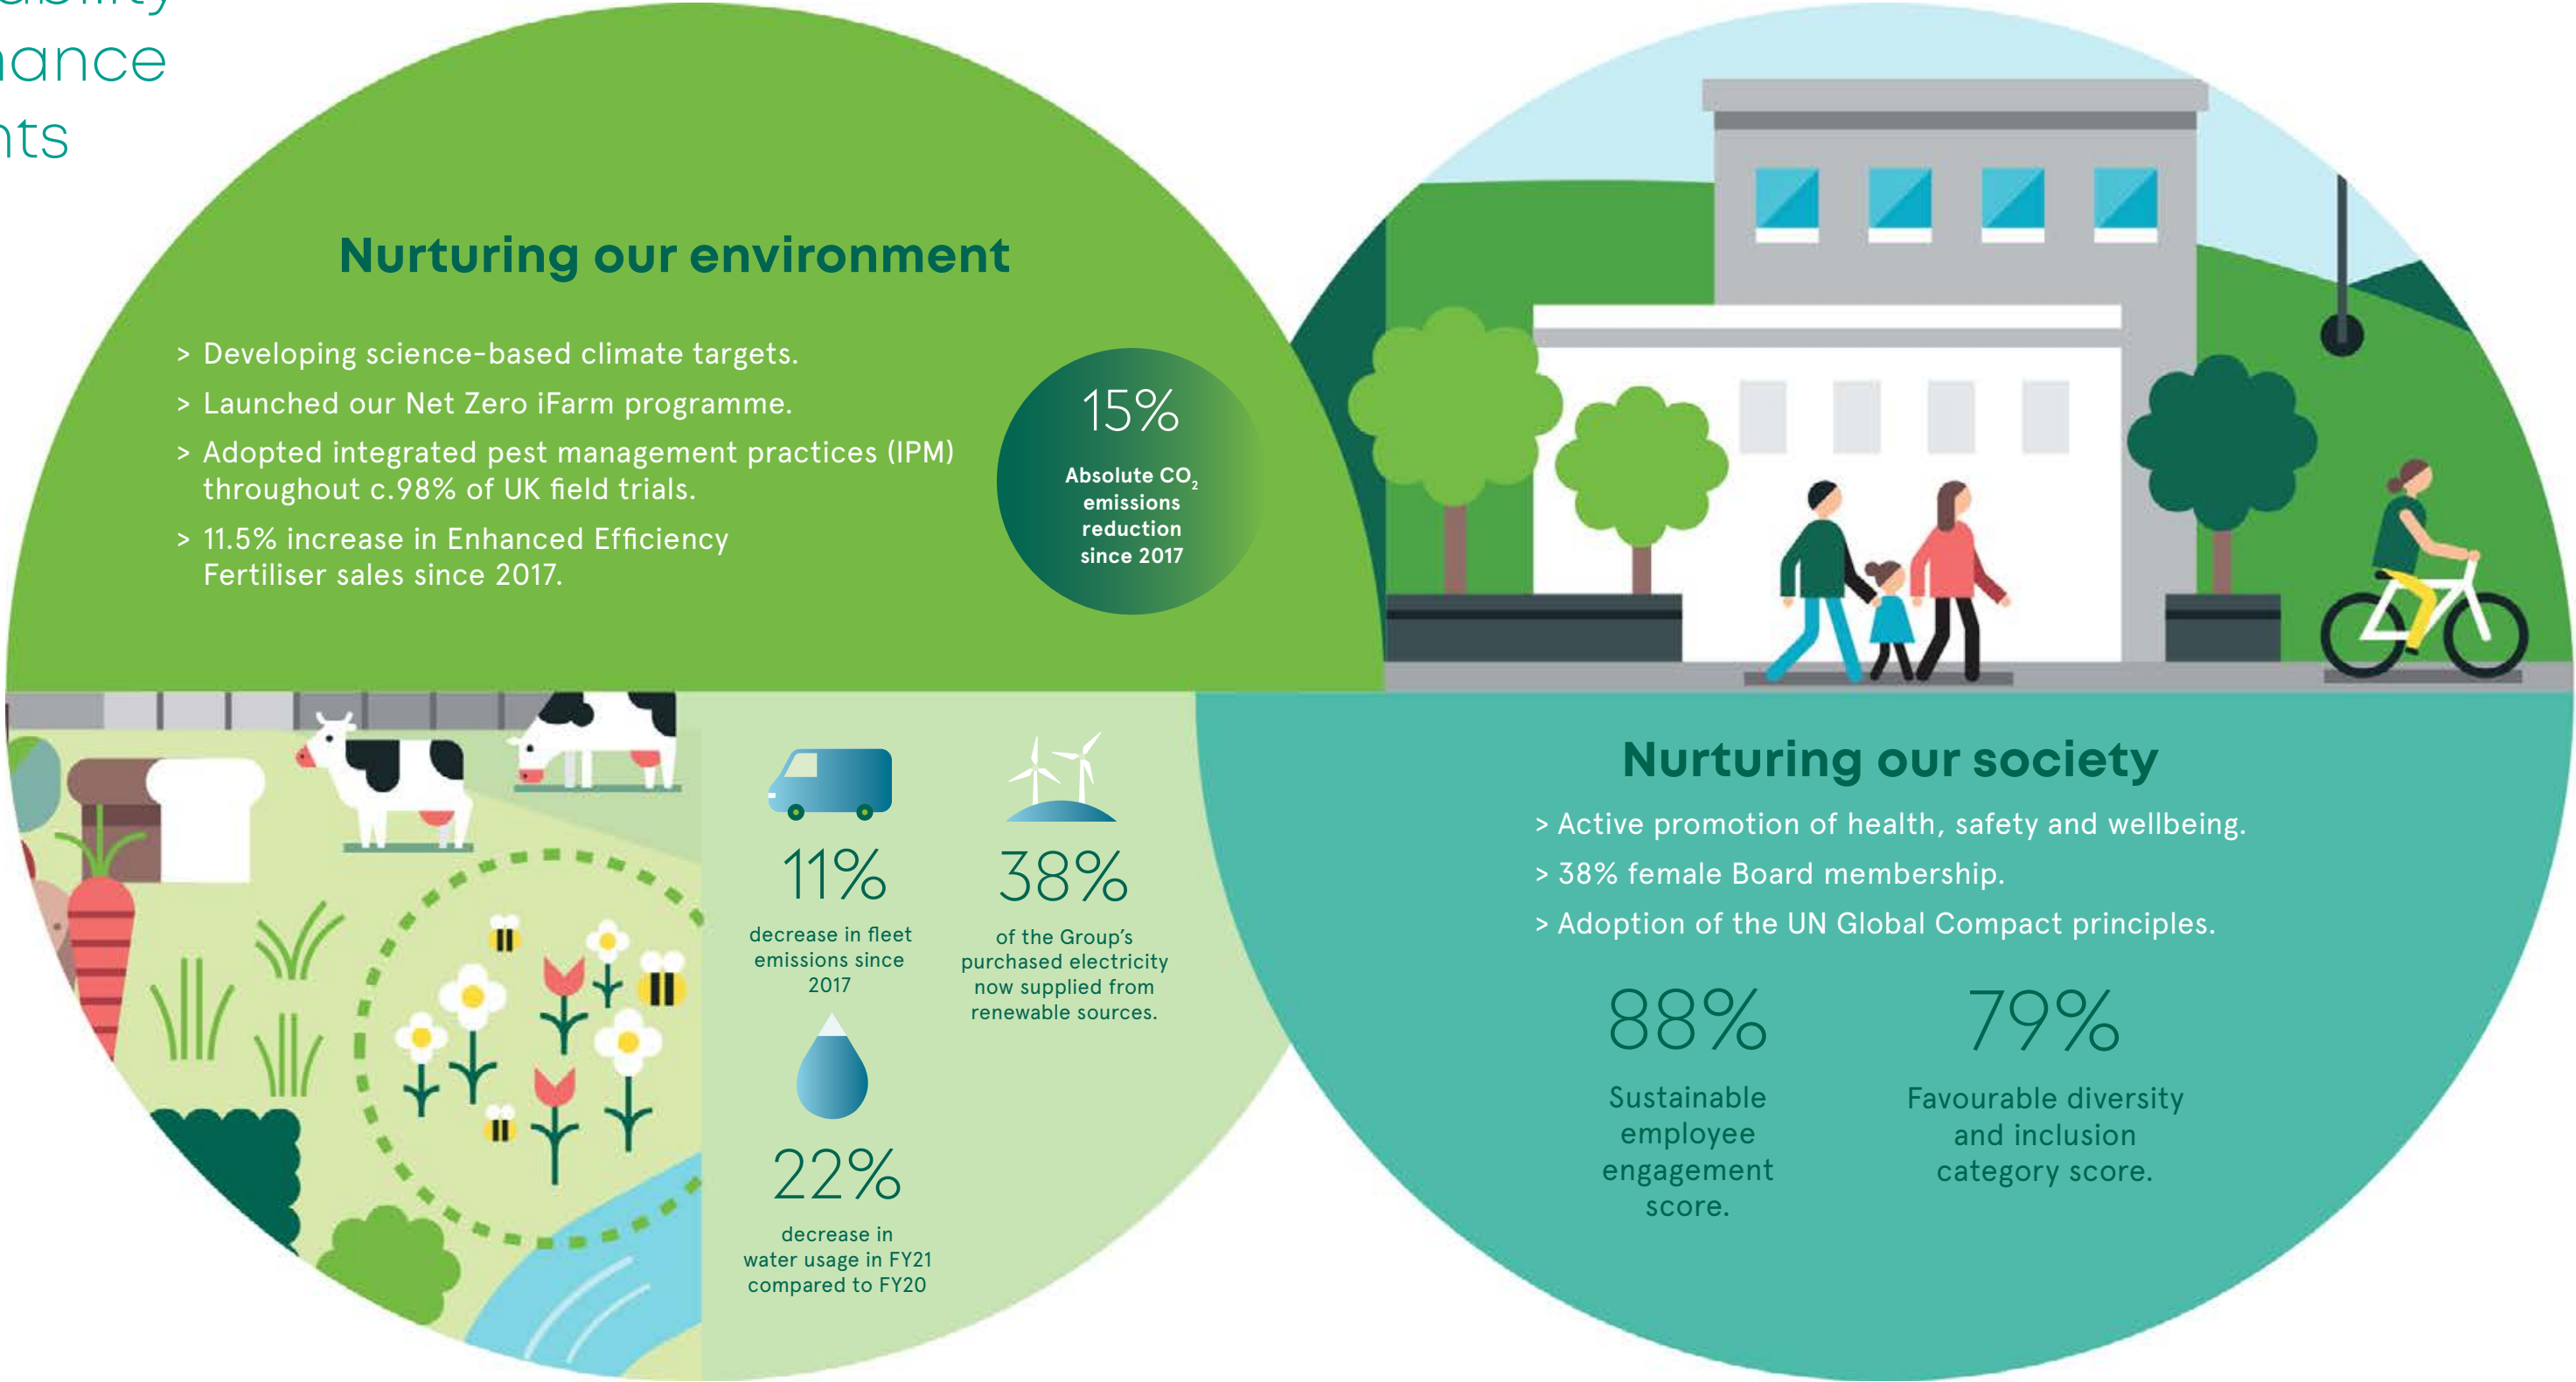 Nurturing our environment
> Developing science-based climate targets.
> Launched our Net Zero iFarm programme.
> Adopted integrated pest management practices (IPM)
throughout c.98% of UK field trials.
> 11.5% increase in Enhanced Efficiency
Fertiliser sales since 2017.
15%
Absolute CO₂
emissions
reduction
since 2017
11%
decrease in fleet
emissions since
2017
38%
of the Group's
purchased electricity
now supplied from
renewable sources.
22%
decrease in
water usage in FY21
compared to FY20
Nurturing our society
> Active promotion of health, safety and wellbeing.
> 38% female Board membership.
> Adoption of the UN Global Compact principles.
88%
Sustainable
employee
engagement
score.
79%
Favourable diversity
and inclusion
category score.